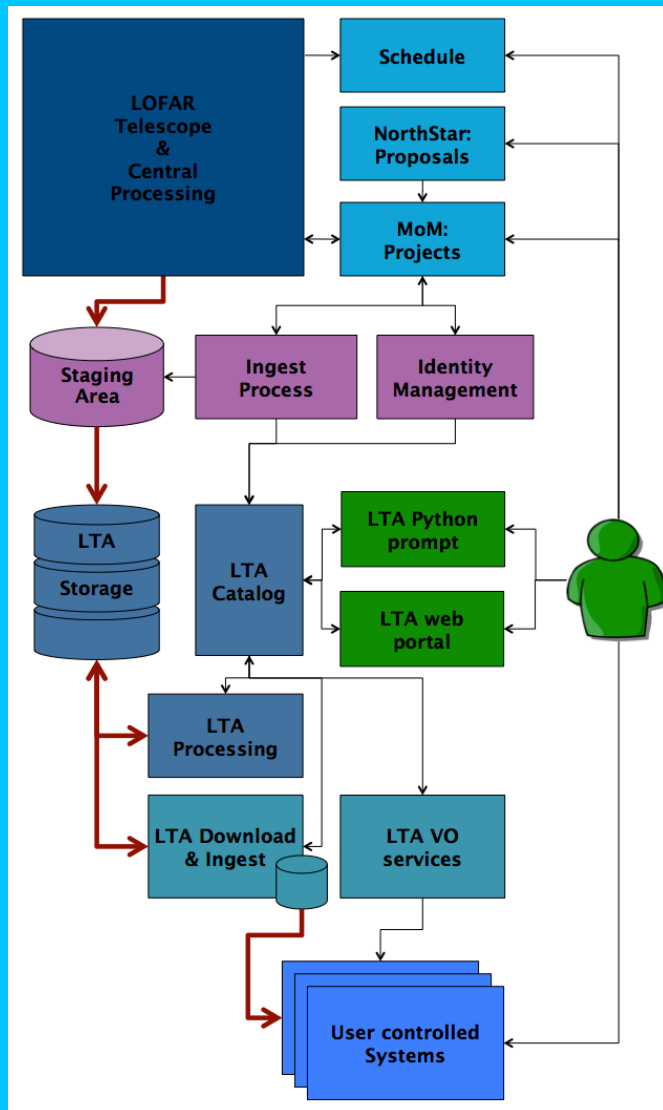 LOFAR
Telescope
&
Central
Processing
Schedule
NorthStar:
Proposals
MoM:
Projects
Staging
Area
Ingest
Process
Identity
Management
LTA
Storage
LTA
Catalog
LTA Python
prompt
LTA web
portal
LTA
Processing
LTA Download
& Ingest
LTA VO
services
User controlled
Systems